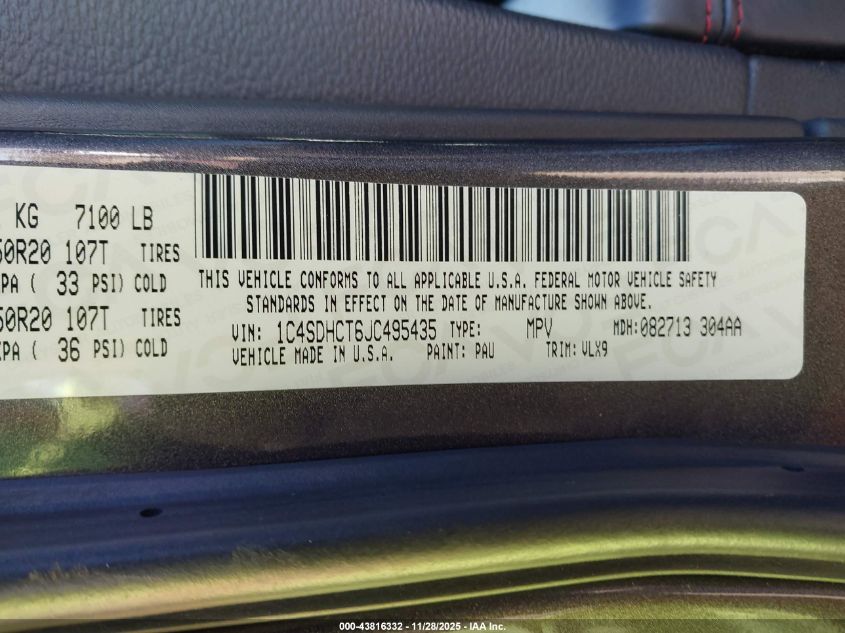 KG 7100 LB
50R20 107T TIRES
PA ( 33 PSI) COLD
50R20 107T TIRES
KPA ( 36 PSI) COLD
THIS VEHICLE CONFORMS TO ALL APPLICABLE U.S.A. FEDERAL MOTOR VEHICLE SAFETY
STANDARDS IN EFFECT ON THE DATE OF MANUFACTURE SHOWN ABOVE.
VIN: 1C4SDHCT6JC495435 TYPE: MPV MDH:082713 304AA
VEHICLE MADE IN U.S.A. PAINT: PAU TRIM: VLX9
000-43816332 - 11/28/2025 - IAA Inc.